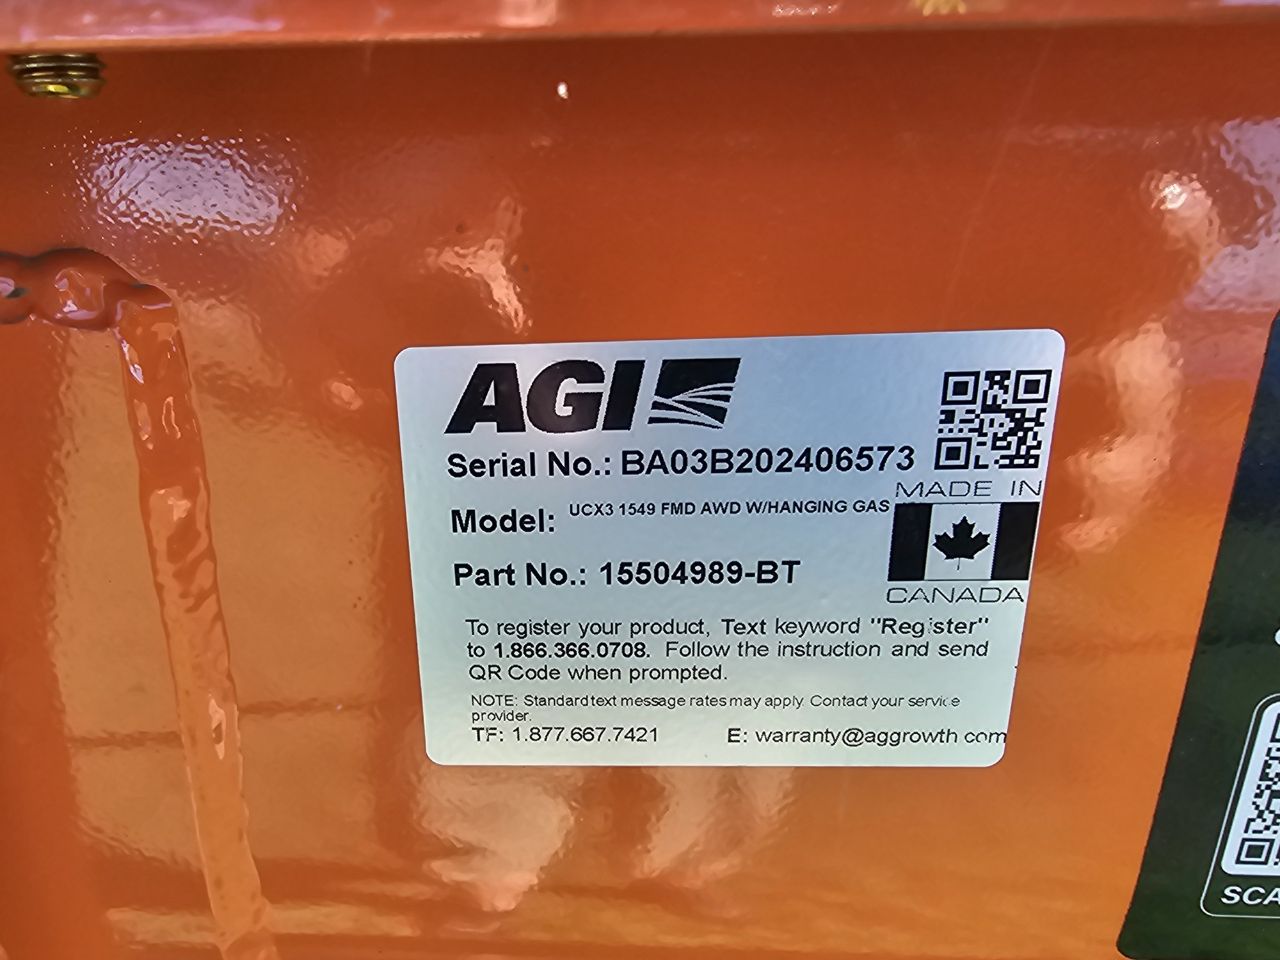 AGI
Serial No.: BA03B202406573
MADE IN
Model: UCX3 1549 FMD AWD W/HANGING GAS
Part No.: 15504989-BT
CANADA
To register your product, Text keyword "Register"
to 1.866.366.0708. Follow the instruction and send
QR Code when prompted.
NOTE: Standard text message rates may apply. Contact your service
provider.
TF: 1.877.667.7421 E: warranty@aggrowth.com